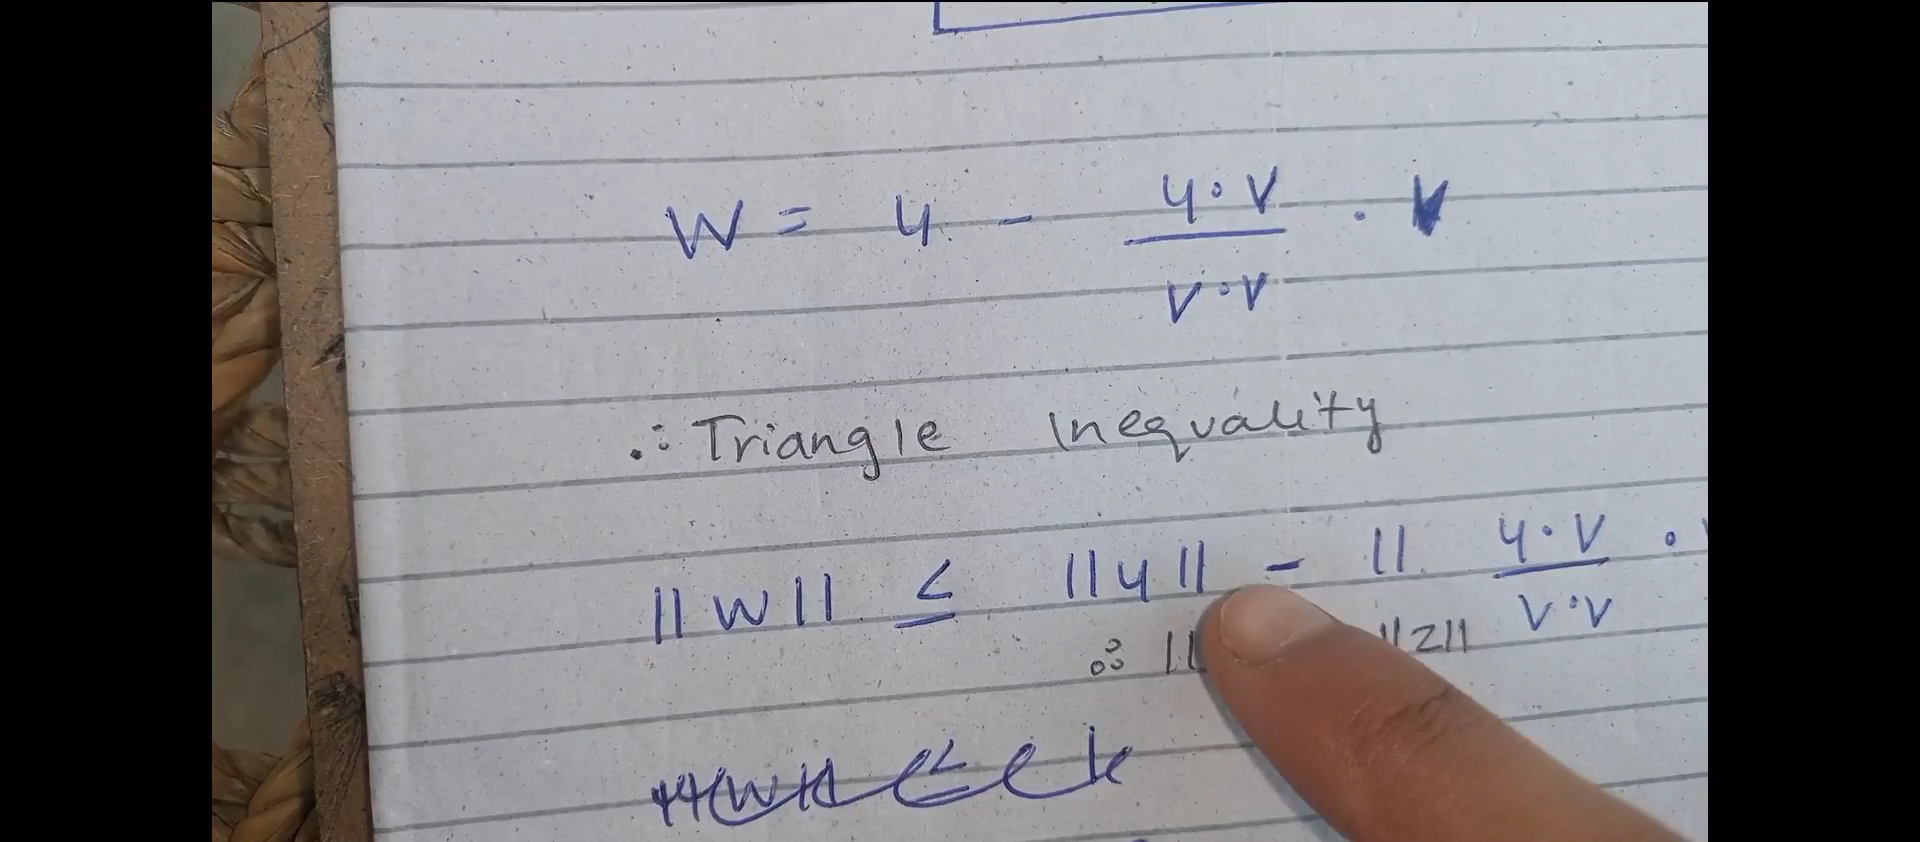 W = u - u·v / v·v · v
∴ Triangle Inequality
||w|| ≤ ||u|| - || u·v / v·v ·
∴ || ||z||